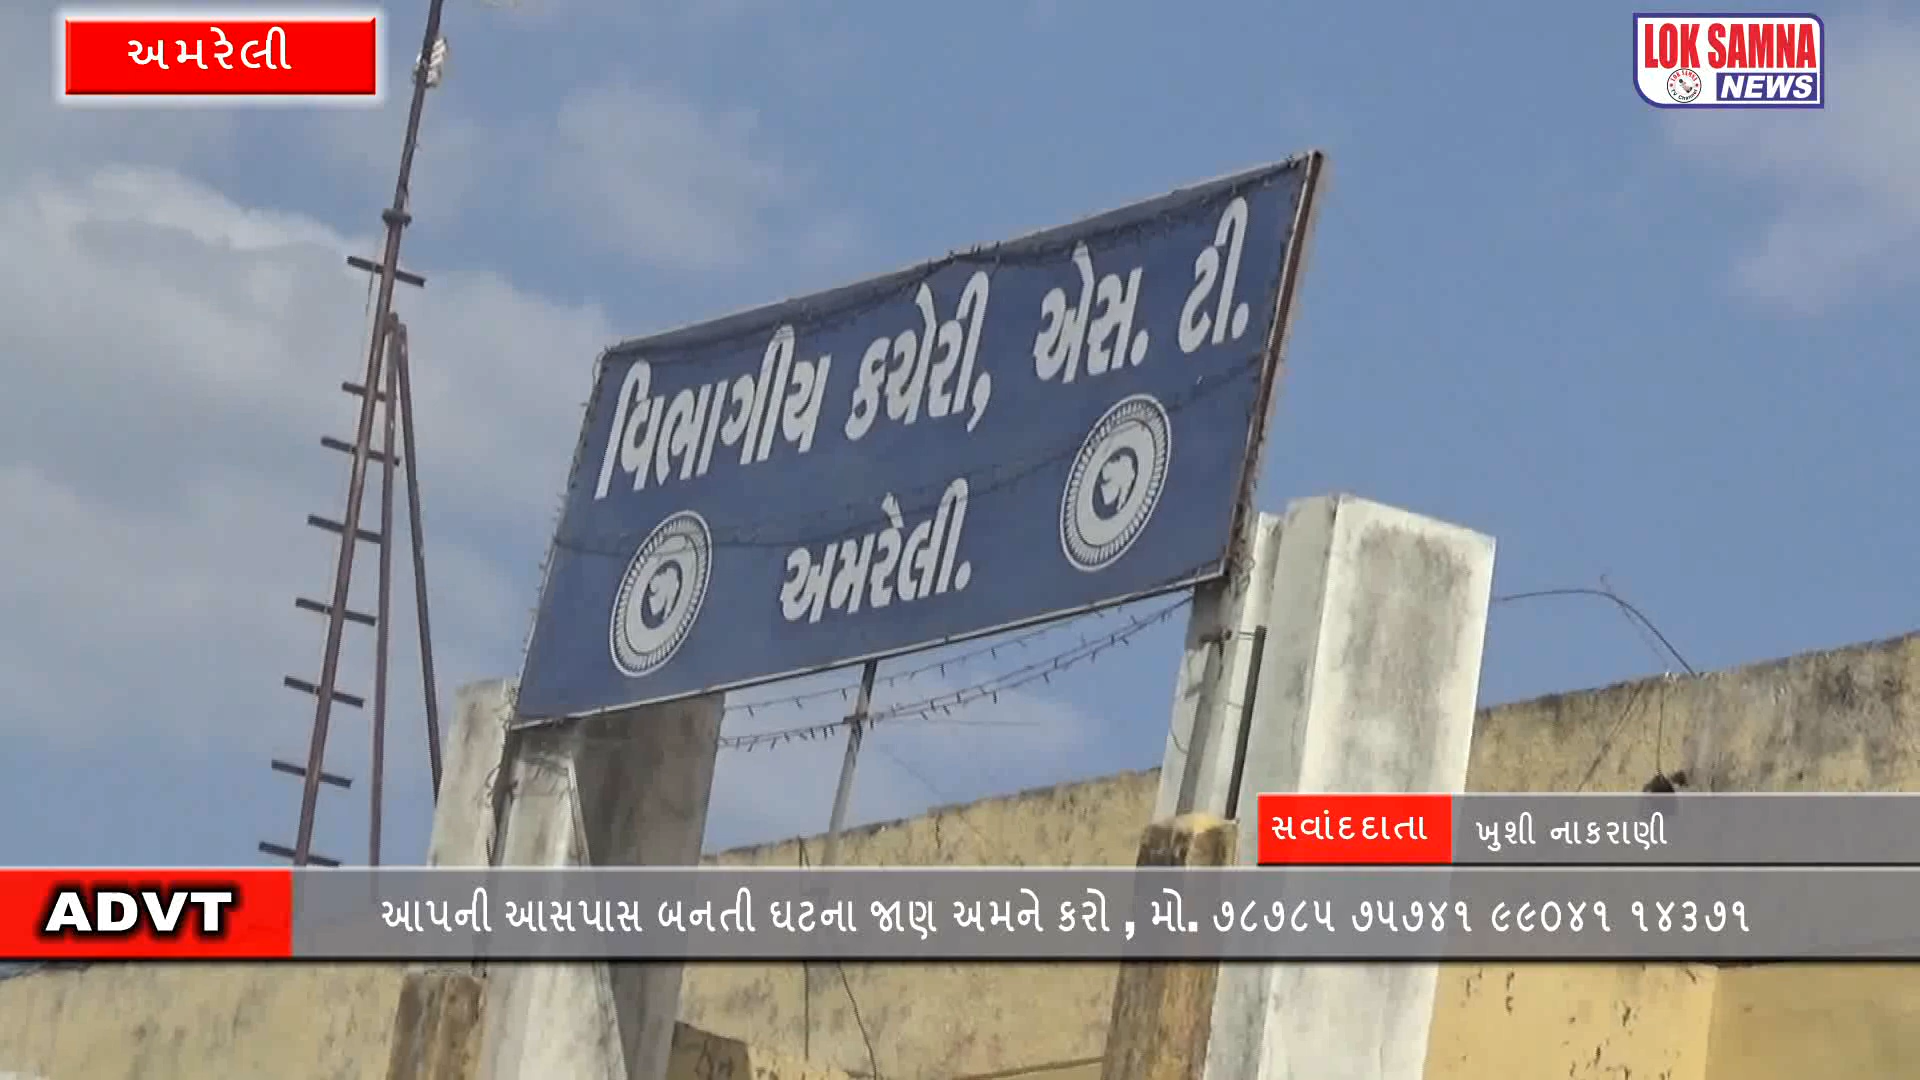 અમરેલી
LOK SAMNA
NEWS
વિભાગીય કચેરી, એસ. ટી.
અમરેલી.
સવાંદદાતા ખુશી નાકરાણી
ADVT આપની આસપાસ બનતી ઘટના જાણ અમને કરો , મો. ૭૮૭૮૫ ૭૫૭૪૧ ૯૯૦૪૧ ૧૪૩૭૧